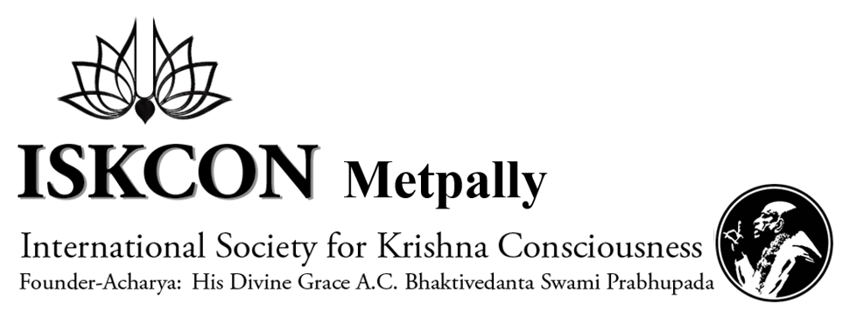 ISKCON Metpally
International Society for Krishna Consciousness
Founder-Acharya: His Divine Grace A.C. Bhaktivedanta Swami Prabhupada